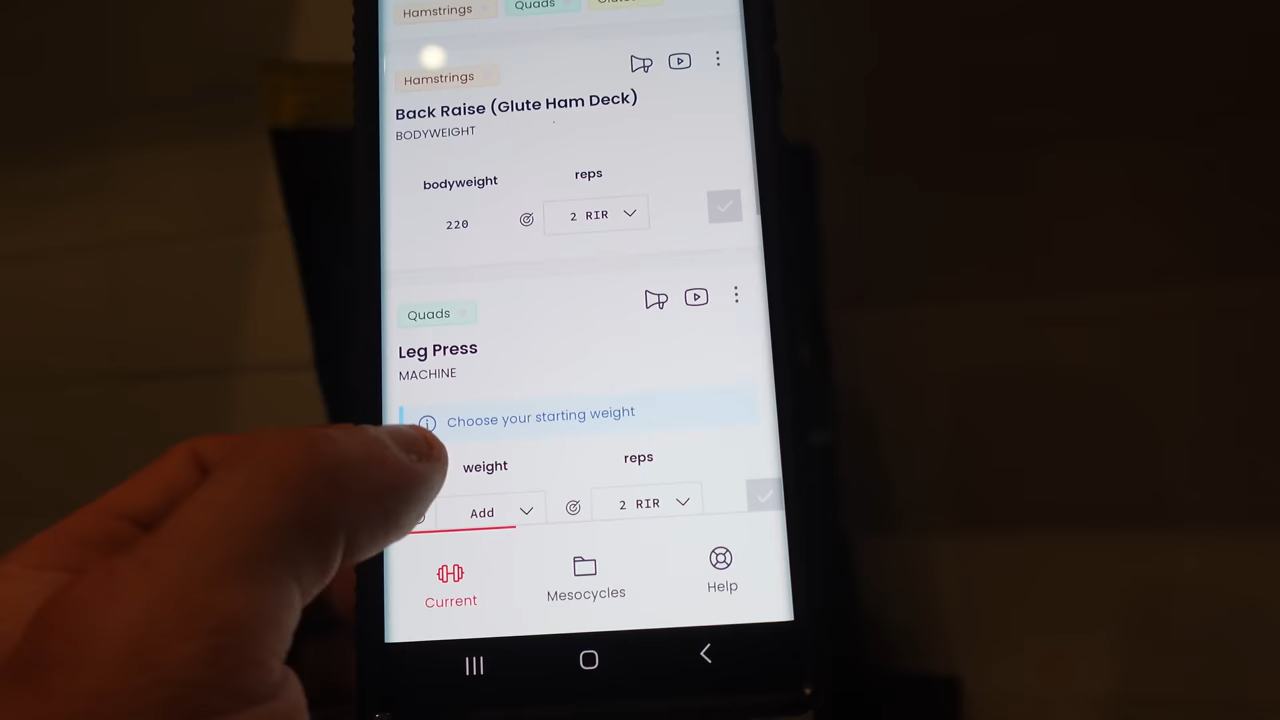 Hamstrings Quads
Hamstrings
Back Raise (Glute Ham Deck)
BODYWEIGHT
bodyweight reps
220 2 RIR
Quads
Leg Press
MACHINE
Choose your starting weight
weight reps
Add 2 RIR
Current Mesocycles Help